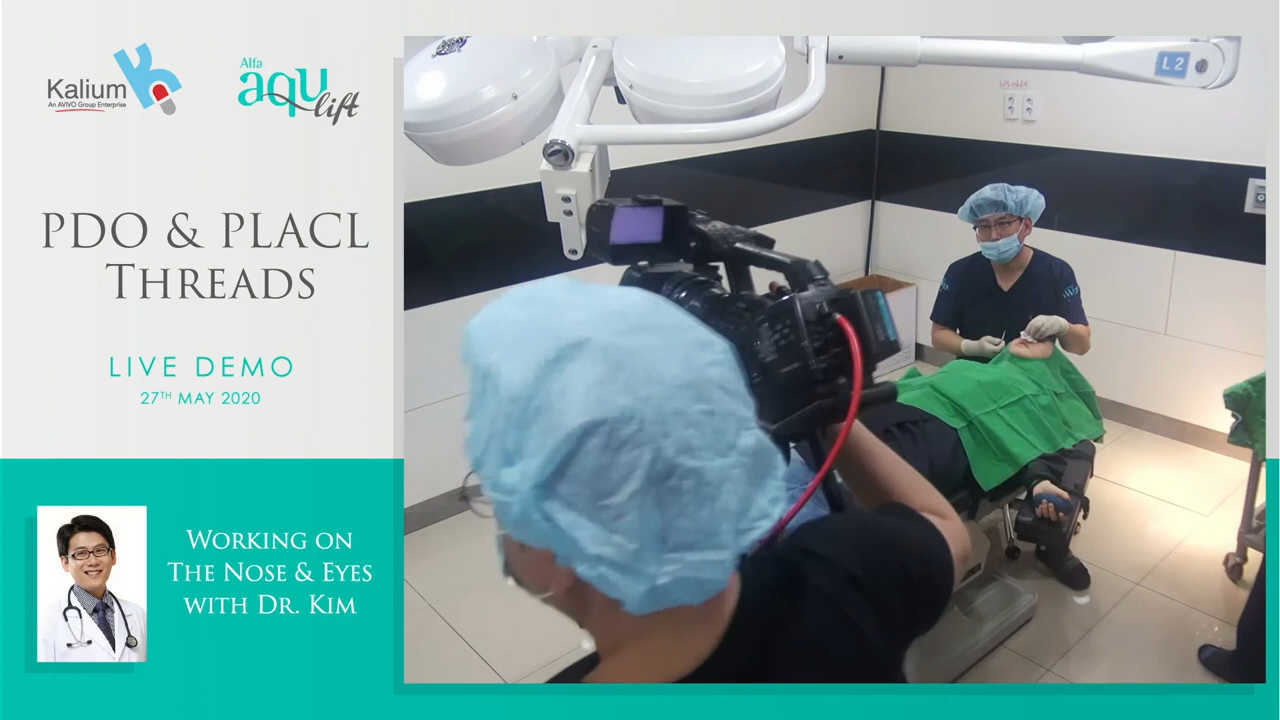 Kalium
An AVIVO Group Enterprise
Alfa
aqu
lift
PDO & PLACL
THREADS
LIVE DEMO
27TH MAY 2020
WORKING ON
THE NOSE & EYES
WITH DR. KIM
L 2